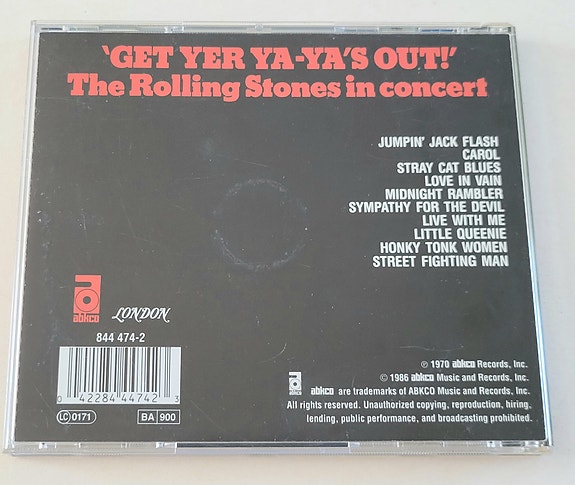 'GET YER YA-YA'S OUT!'
The Rolling Stones in concert
JUMPIN' JACK FLASH
CAROL
STRAY CAT BLUES
LOVE IN VAIN
MIDNIGHT RAMBLER
SYMPATHY FOR THE DEVIL
LIVE WITH ME
LITTLE QUEENIE
HONKY TONK WOMEN
STREET FIGHTING MAN
abkco
LONDON
844 474-2
0 42284 44742 3
LC 0171
BA 900
℗ 1970 abkco Records, Inc.
© 1986 abkco Music and Records, Inc.
abkco abkco are trademarks of ABKCO Music and Records, Inc.
All rights reserved. Unauthorized copying, reproduction, hiring,
lending, public performance, and broadcasting prohibited.